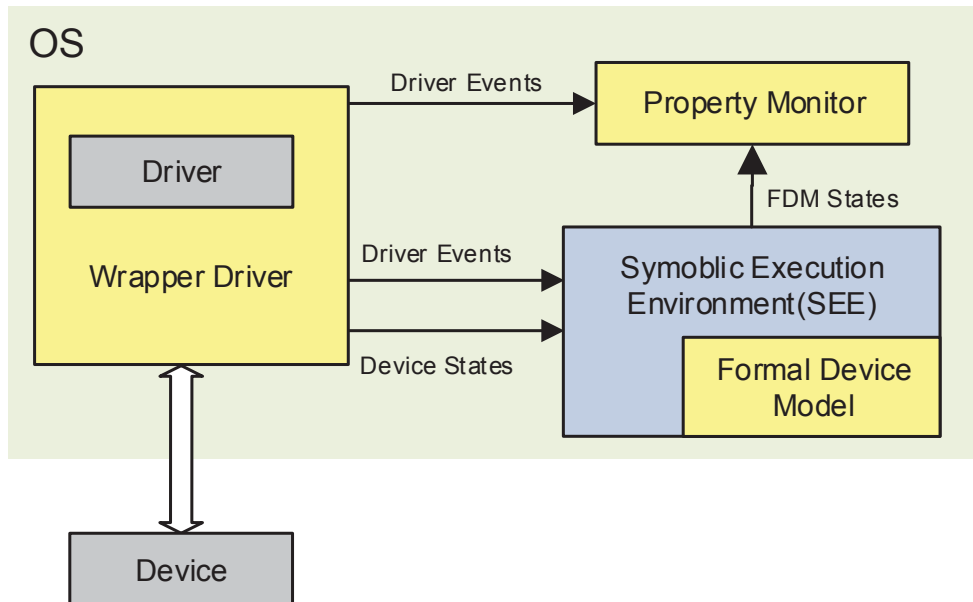 OS
Driver Events
Property Monitor
Driver
FDM States
Wrapper Driver
Driver Events
Symoblic Execution
Environment(SEE)
Device States
Formal Device
Model
Device